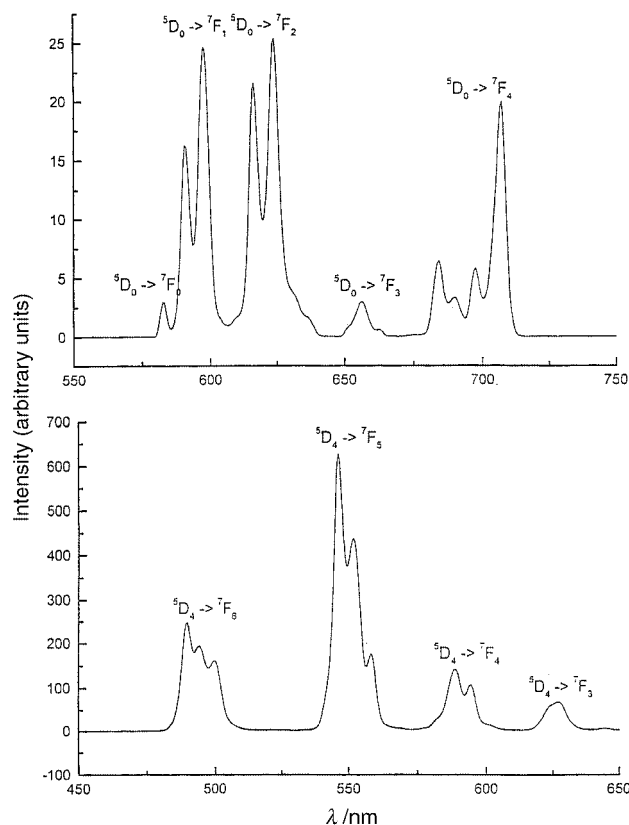 ⁵D₀ -> ⁷F₁ ⁵D₀ -> ⁷F₂
⁵D₀ -> ⁷F₄
⁵D₀ -> ⁷F₀
⁵D₀ -> ⁷F₃
25
20
15
10
5
0
550 600 650 700 750
Intensity (arbitrary units)
⁵D₄ -> ⁷F₅
⁵D₄ -> ⁷F₆
⁵D₄ -> ⁷F₄
⁵D₄ -> ⁷F₃
700
600
500
400
300
200
100
0
-100
450 500 550 600 650
λ /nm